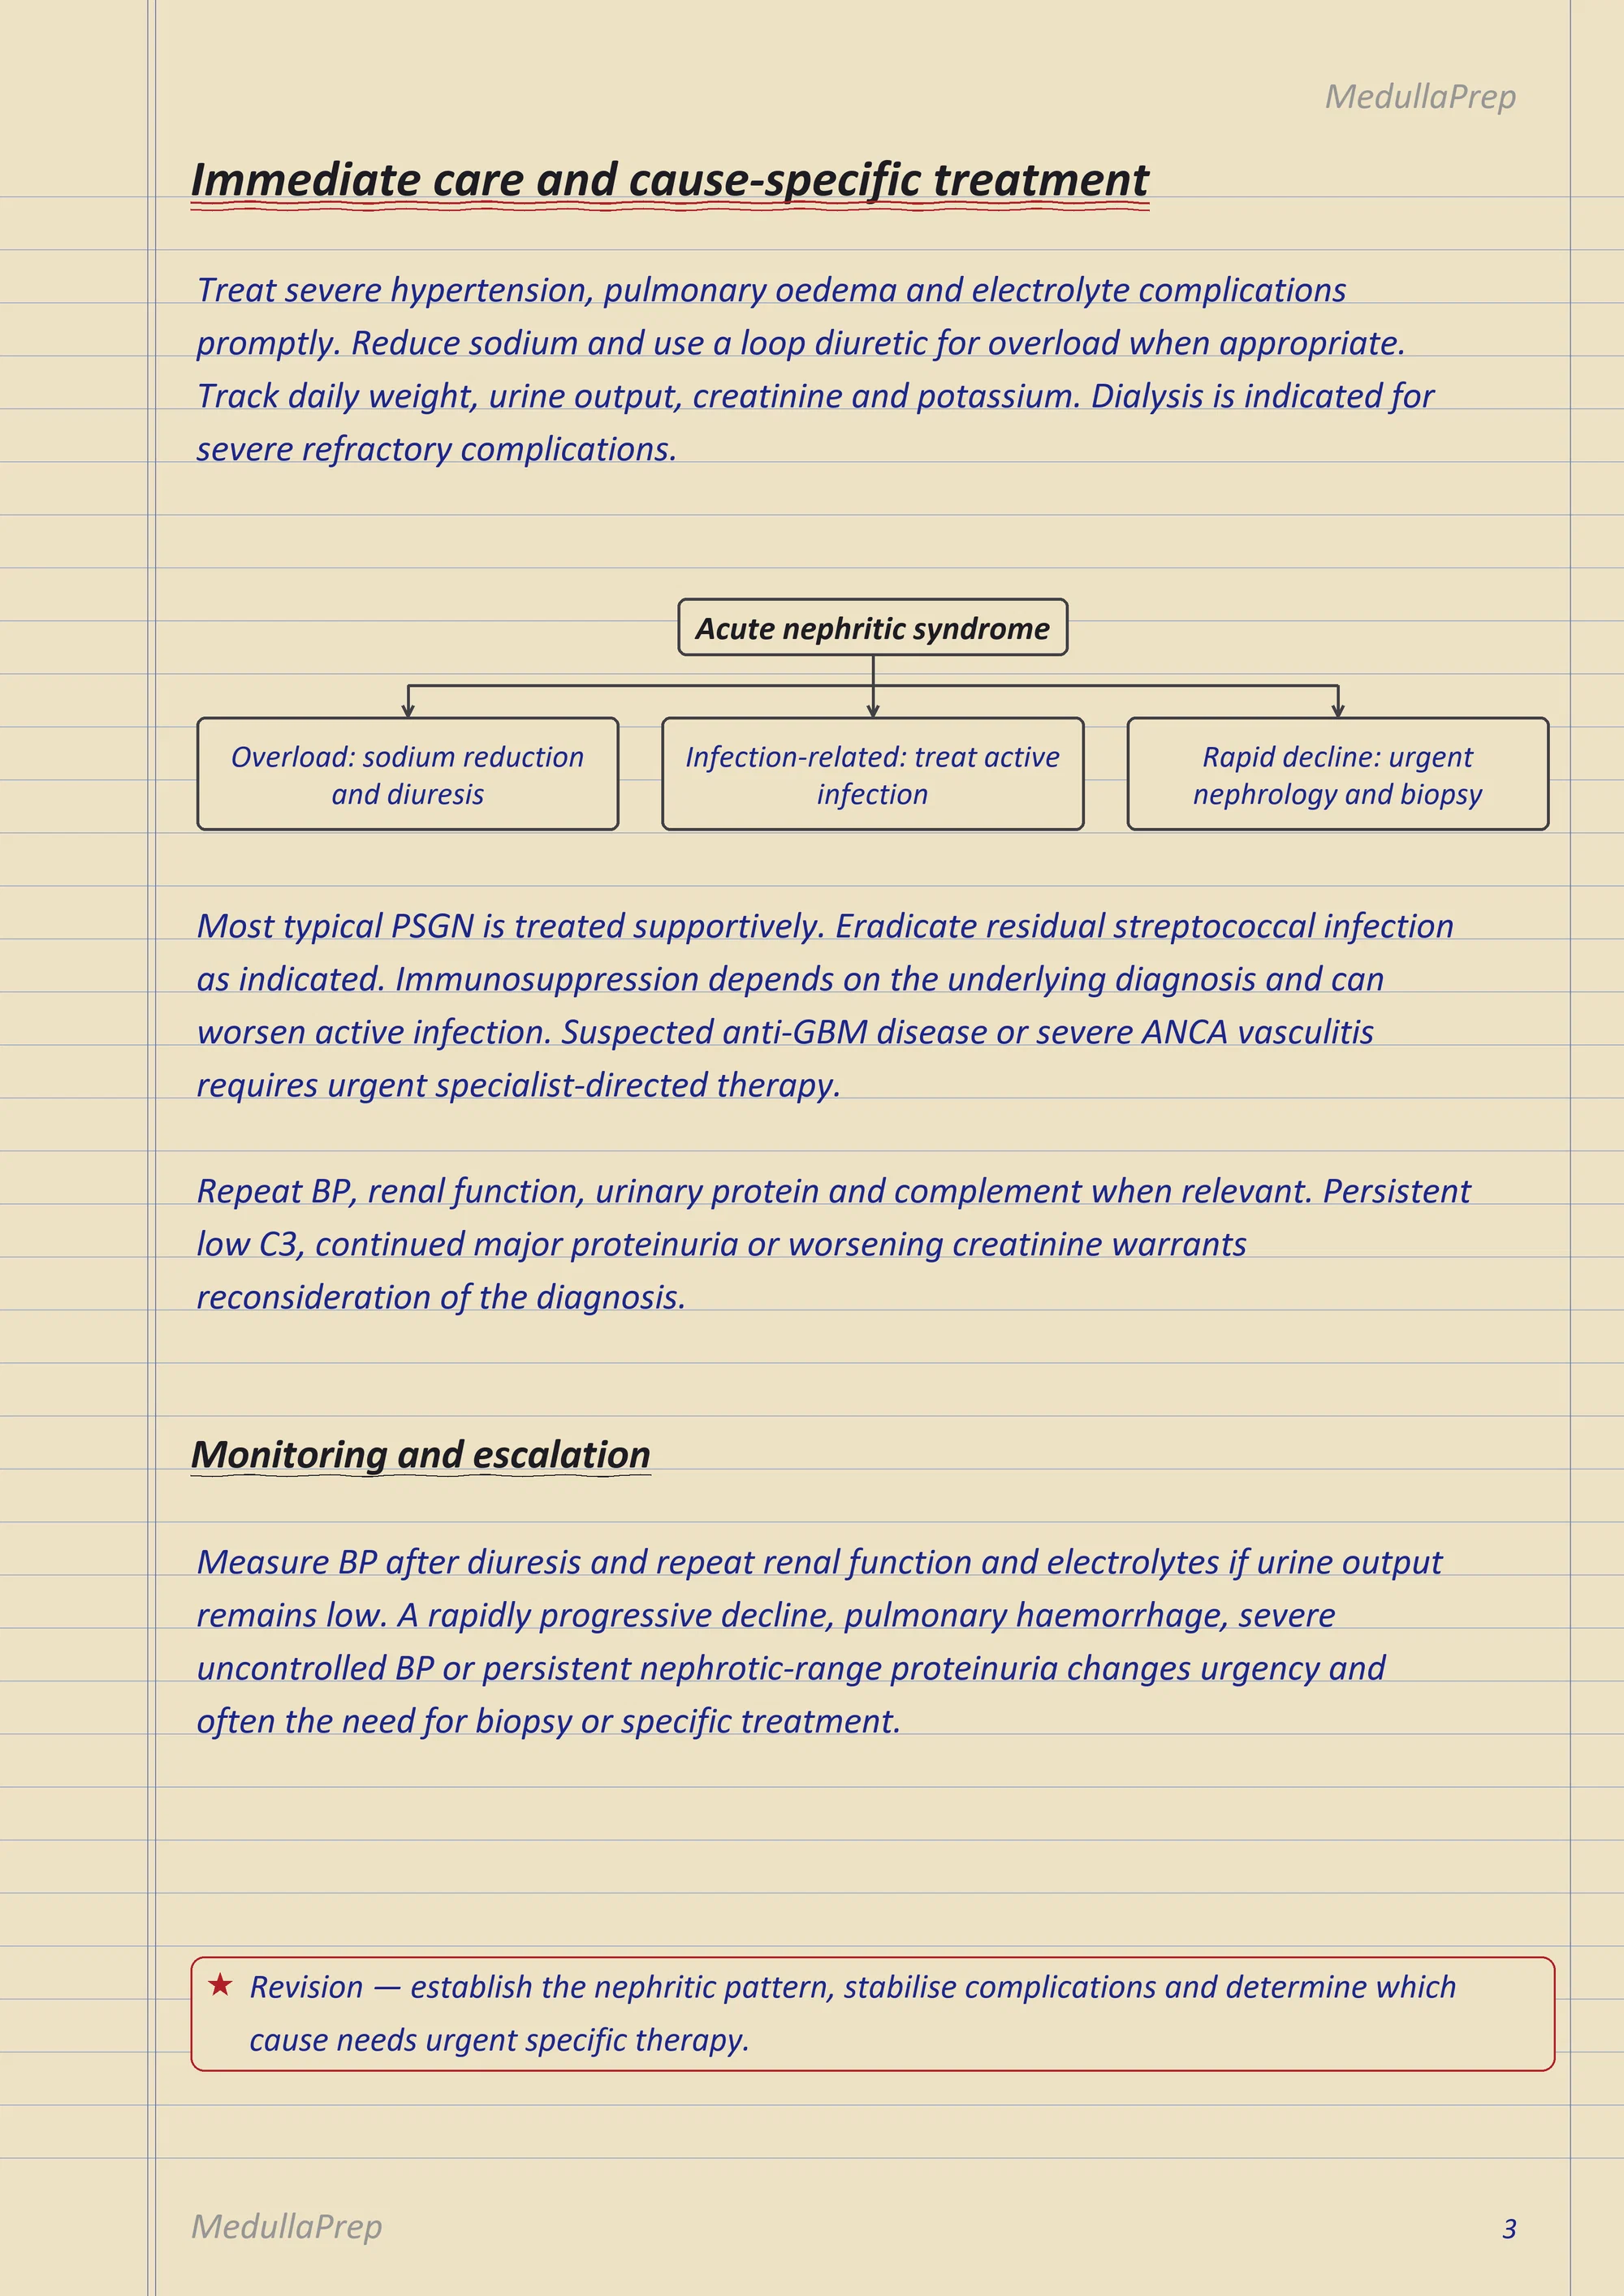 MedullaPrep
Immediate care and cause-specific treatment
Treat severe hypertension, pulmonary oedema and electrolyte complications
promptly. Reduce sodium and use a loop diuretic for overload when appropriate.
Track daily weight, urine output, creatinine and potassium. Dialysis is indicated for
severe refractory complications.
Acute nephritic syndrome
Overload: sodium reduction
and diuresis
Infection-related: treat active
infection
Rapid decline: urgent
nephrology and biopsy
Most typical PSGN is treated supportively. Eradicate residual streptococcal infection
as indicated. Immunosuppression depends on the underlying diagnosis and can
worsen active infection. Suspected anti-GBM disease or severe ANCA vasculitis
requires urgent specialist-directed therapy.
Repeat BP, renal function, urinary protein and complement when relevant. Persistent
low C3, continued major proteinuria or worsening creatinine warrants
reconsideration of the diagnosis.
Monitoring and escalation
Measure BP after diuresis and repeat renal function and electrolytes if urine output
remains low. A rapidly progressive decline, pulmonary haemorrhage, severe
uncontrolled BP or persistent nephrotic-range proteinuria changes urgency and
often the need for biopsy or specific treatment.
★ Revision — establish the nephritic pattern, stabilise complications and determine which
cause needs urgent specific therapy.
MedullaPrep
3